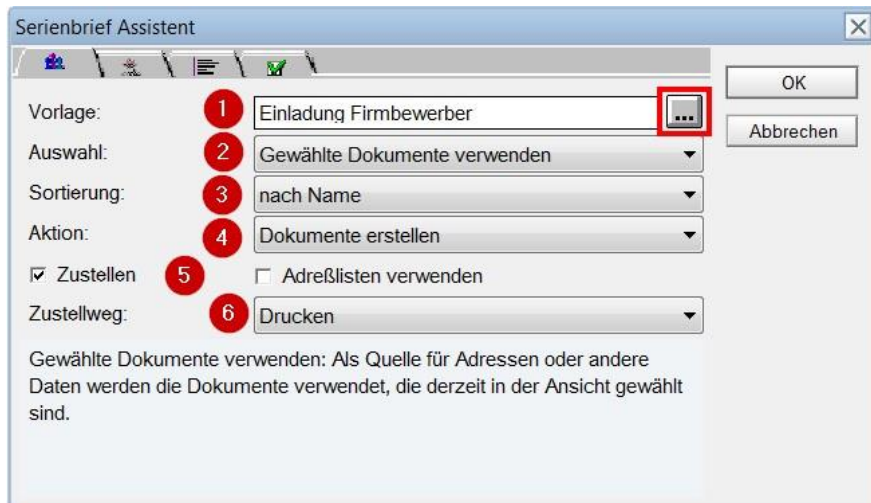 Serienbrief Assistent
OK
Vorlage: 1 Einladung Firmbewerber ...
Abbrechen
Auswahl: 2 Gewählte Dokumente verwenden
Sortierung: 3 nach Name
Aktion: 4 Dokumente erstellen
Zustellen 5 Adreßlisten verwenden
Zustellweg: 6 Drucken
Gewählte Dokumente verwenden: Als Quelle für Adressen oder andere
Daten werden die Dokumente verwendet, die derzeit in der Ansicht gewählt
sind.